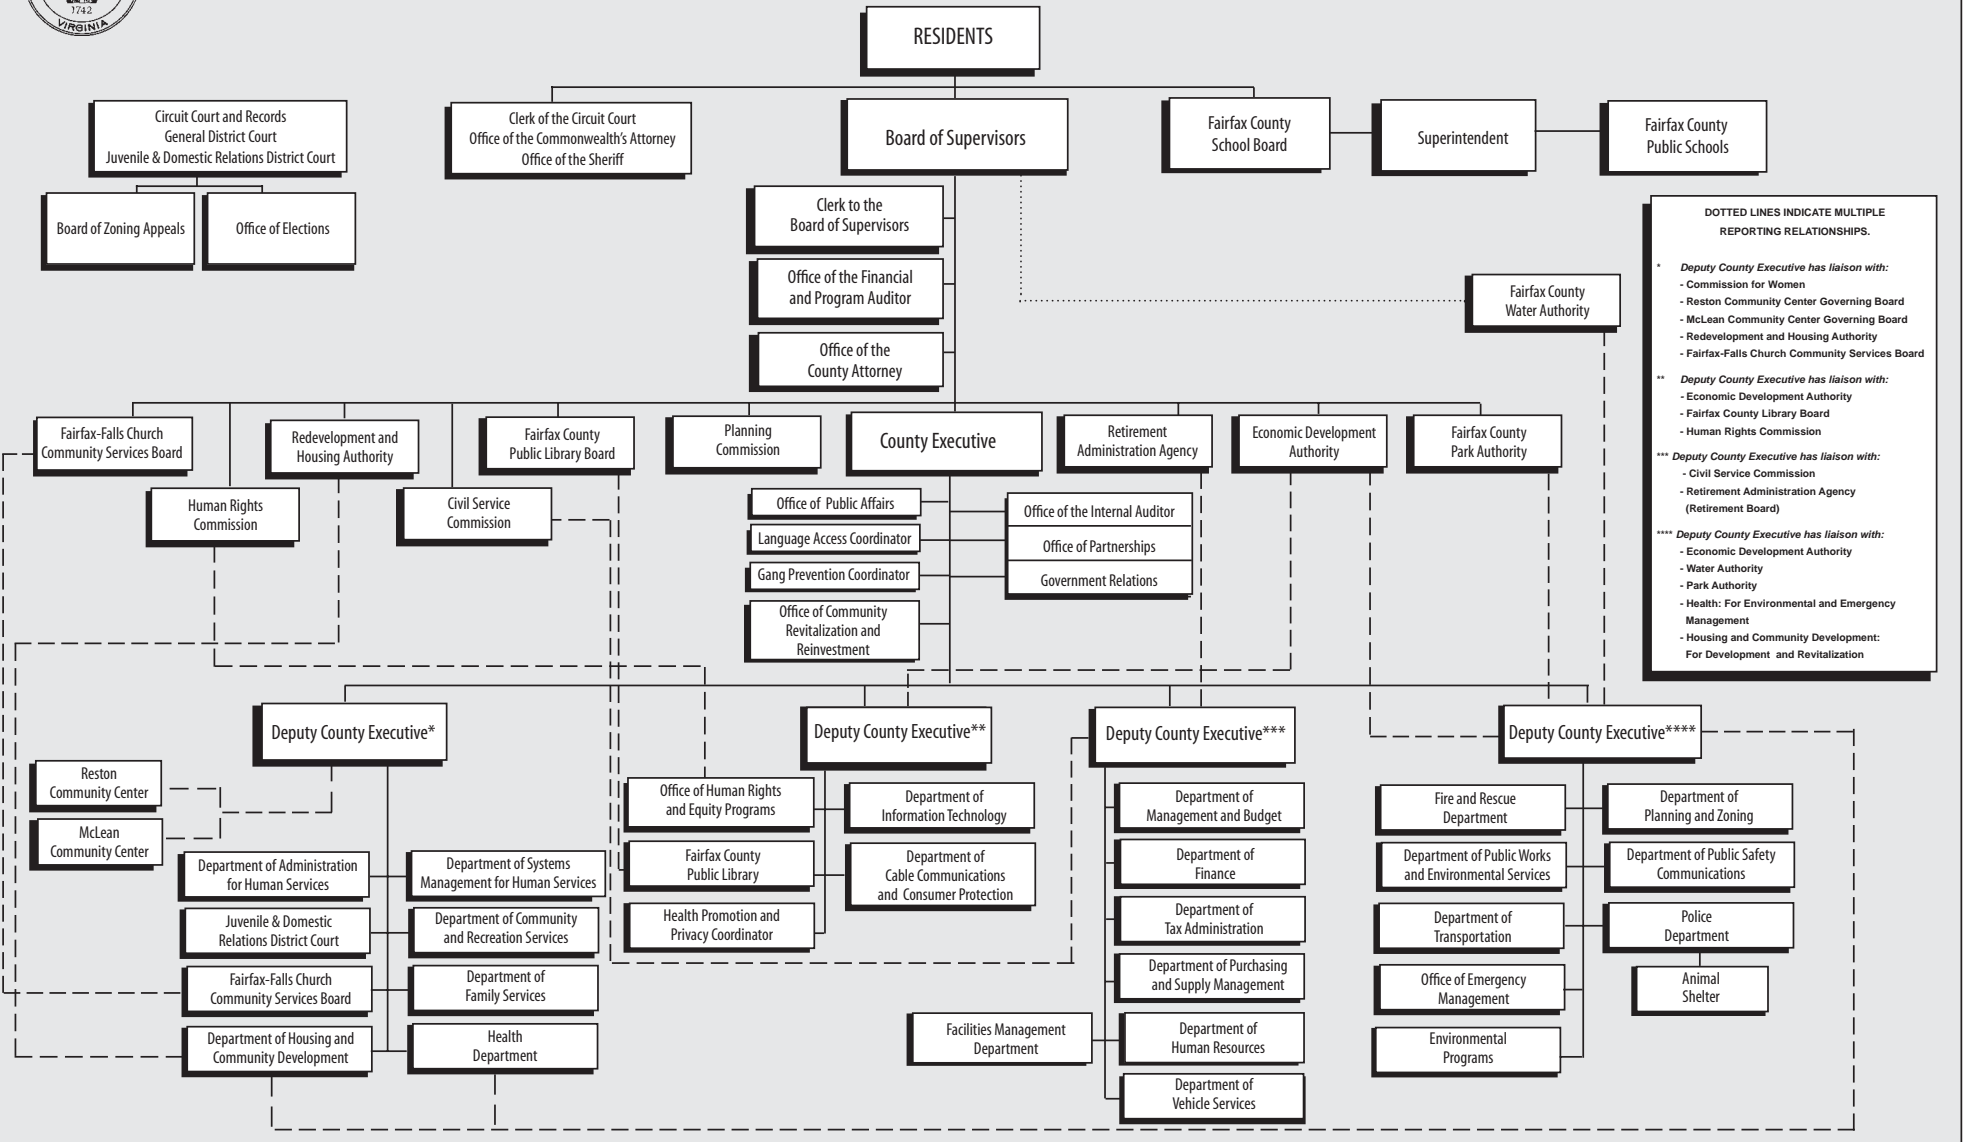 1742
VIRGINIA
RESIDENTS
Circuit Court and Records
General District Court
Juvenile & Domestic Relations District Court
Board of Zoning Appeals
Office of Elections
Clerk of the Circuit Court
Office of the Commonwealth's Attorney
Office of the Sheriff
Board of Supervisors
Fairfax County
School Board
Superintendent
Fairfax County
Public Schools
Clerk to the
Board of Supervisors
Office of the Financial
and Program Auditor
Office of the
County Attorney
Fairfax County
Water Authority
DOTTED LINES INDICATE MULTIPLE
REPORTING RELATIONSHIPS.
* Deputy County Executive has liaison with:
- Commission for Women
- Reston Community Center Governing Board
- McLean Community Center Governing Board
- Redevelopment and Housing Authority
- Fairfax-Falls Church Community Services Board
** Deputy County Executive has liaison with:
- Economic Development Authority
- Fairfax County Library Board
- Human Rights Commission
*** Deputy County Executive has liaison with:
- Civil Service Commission
- Retirement Administration Agency
(Retirement Board)
**** Deputy County Executive has liaison with:
- Economic Development Authority
- Water Authority
- Park Authority
- Health: For Environmental and Emergency
Management
- Housing and Community Development:
For Development and Revitalization
Fairfax-Falls Church
Community Services Board
Human Rights
Commission
Redevelopment and
Housing Authority
Civil Service
Commission
Fairfax County
Public Library Board
Planning
Commission
County Executive
Retirement
Administration Agency
Economic Development
Authority
Fairfax County
Park Authority
Office of Public Affairs
Language Access Coordinator
Gang Prevention Coordinator
Office of Community
Revitalization and
Reinvestment
Office of the Internal Auditor
Office of Partnerships
Government Relations
Deputy County Executive*
Reston
Community Center
McLean
Community Center
Department of Administration
for Human Services
Department of Systems
Management for Human Services
Juvenile & Domestic
Relations District Court
Department of Community
and Recreation Services
Fairfax-Falls Church
Community Services Board
Department of
Family Services
Department of Housing and
Community Development
Health
Department
Deputy County Executive**
Office of Human Rights
and Equity Programs
Department of
Information Technology
Fairfax County
Public Library
Department of
Cable Communications
and Consumer Protection
Health Promotion and
Privacy Coordinator
Deputy County Executive***
Department of
Management and Budget
Department of
Finance
Department of
Tax Administration
Department of Purchasing
and Supply Management
Facilities Management
Department
Department of
Human Resources
Department of
Vehicle Services
Deputy County Executive****
Fire and Rescue
Department
Department of
Planning and Zoning
Department of Public Works
and Environmental Services
Department of Public Safety
Communications
Department of
Transportation
Police
Department
Office of Emergency
Management
Animal
Shelter
Environmental
Programs